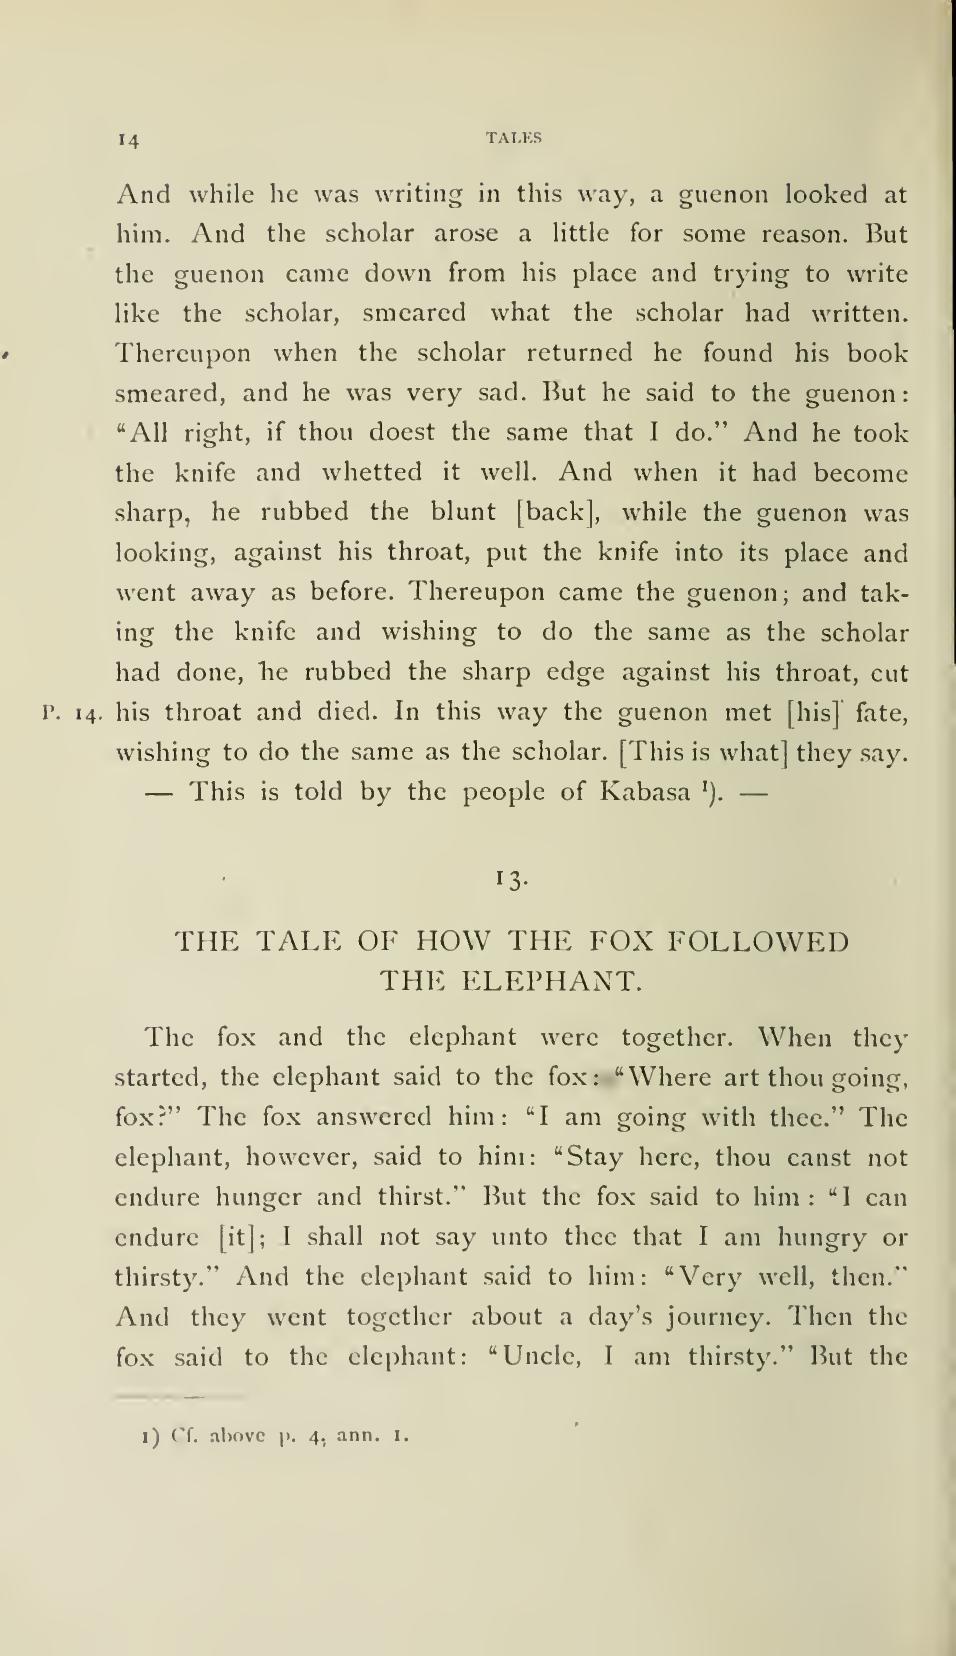 14 TALES
And while he was writing in this way, a guenon looked at
him. And the scholar arose a little for some reason. But
the guenon came down from his place and trying to write
like the scholar, smeared what the scholar had written.
Thereupon when the scholar returned he found his book
smeared, and he was very sad. But he said to the guenon:
“All right, if thou doest the same that I do.” And he took
the knife and whetted it well. And when it had become
sharp, he rubbed the blunt [back], while the guenon was
looking, against his throat, put the knife into its place and
went away as before. Thereupon came the guenon; and tak-
ing the knife and wishing to do the same as the scholar
had done, he rubbed the sharp edge against his throat, cut
P. 14. his throat and died. In this way the guenon met [his] fate,
wishing to do the same as the scholar. [This is what] they say.
— This is told by the people of Kabasa ¹). —
13.
THE TALE OF HOW THE FOX FOLLOWED
THE ELEPHANT.
The fox and the elephant were together. When they
started, the elephant said to the fox: “Where art thou going,
fox?” The fox answered him: “I am going with thee.” The
elephant, however, said to him: “Stay here, thou canst not
endure hunger and thirst.” But the fox said to him: “I can
endure [it]; I shall not say unto thee that I am hungry or
thirsty.” And the elephant said to him: “Very well, then.”
And they went together about a day's journey. Then the
fox said to the elephant: “Uncle, I am thirsty.” But the
1) Cf. above p. 4, ann. 1.